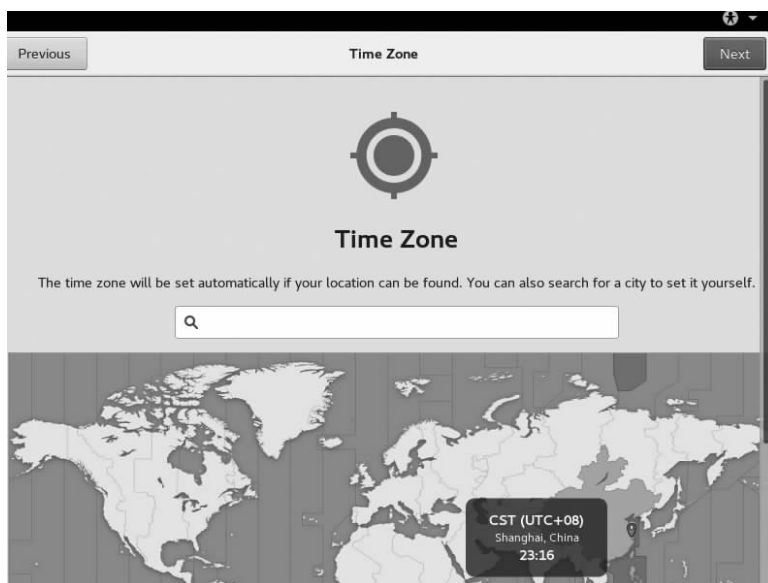 Previous
Time Zone
Next
Time Zone
The time zone will be set automatically if your location can be found. You can also search for a city to set it yourself.
CST (UTC+08)
Shanghai, China
23:16